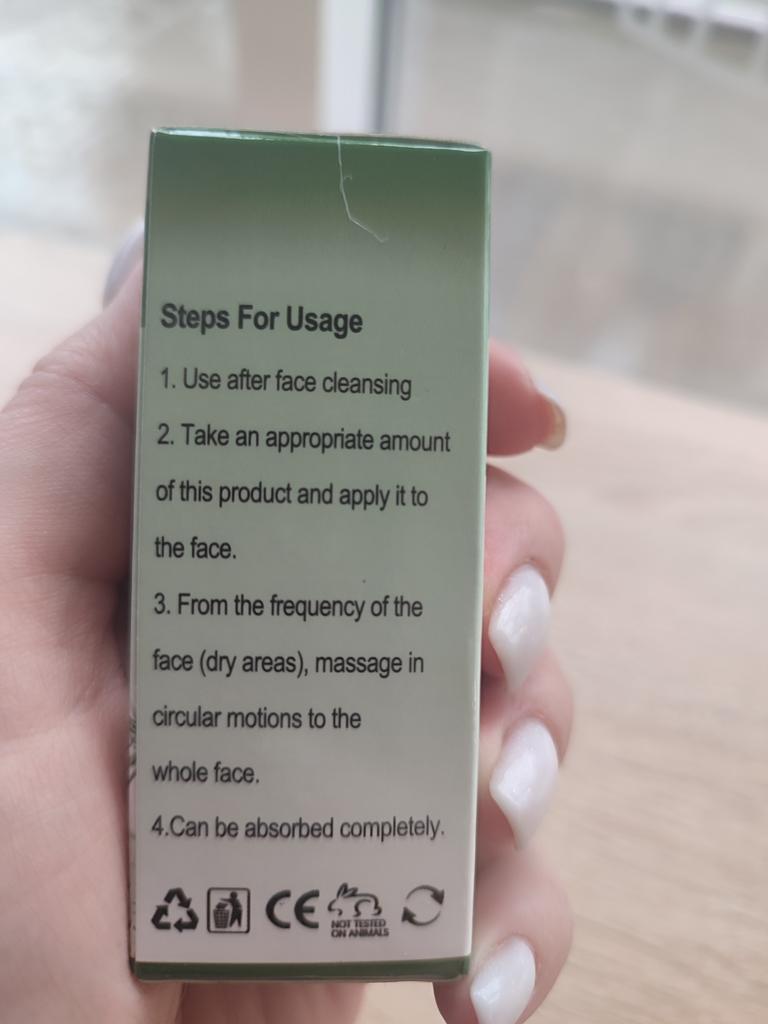 Steps For Usage
1. Use after face cleansing
2. Take an appropriate amount
of this product and apply it to
the face.
3. From the frequency of the
face (dry areas), massage in
circular motions to the
whole face.
4.Can be absorbed completely.
CE
NOT TESTED
ON ANIMALS